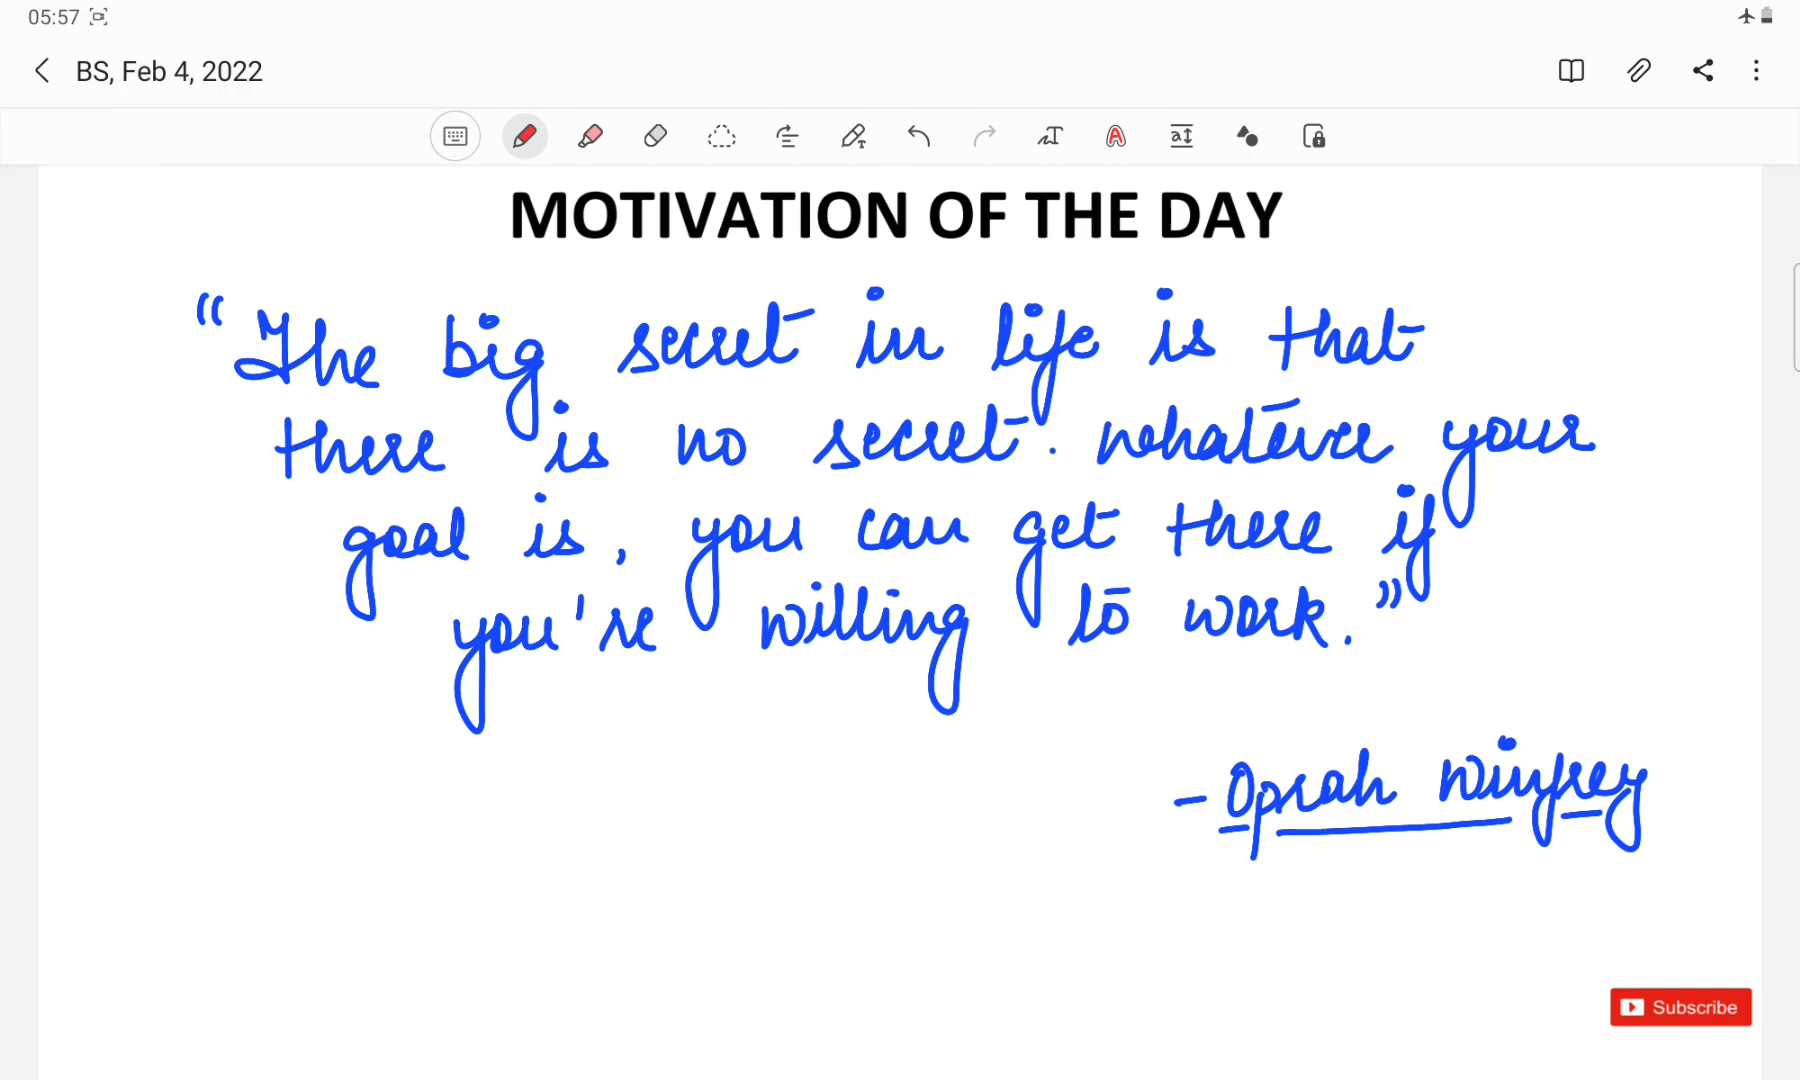 05:57
BS, Feb 4, 2022
MOTIVATION OF THE DAY
“The big secret in life is that
there is no secret. whatever your
goal is, you can get there if
you're willing to work.”
- Oprah Winfrey
Subscribe